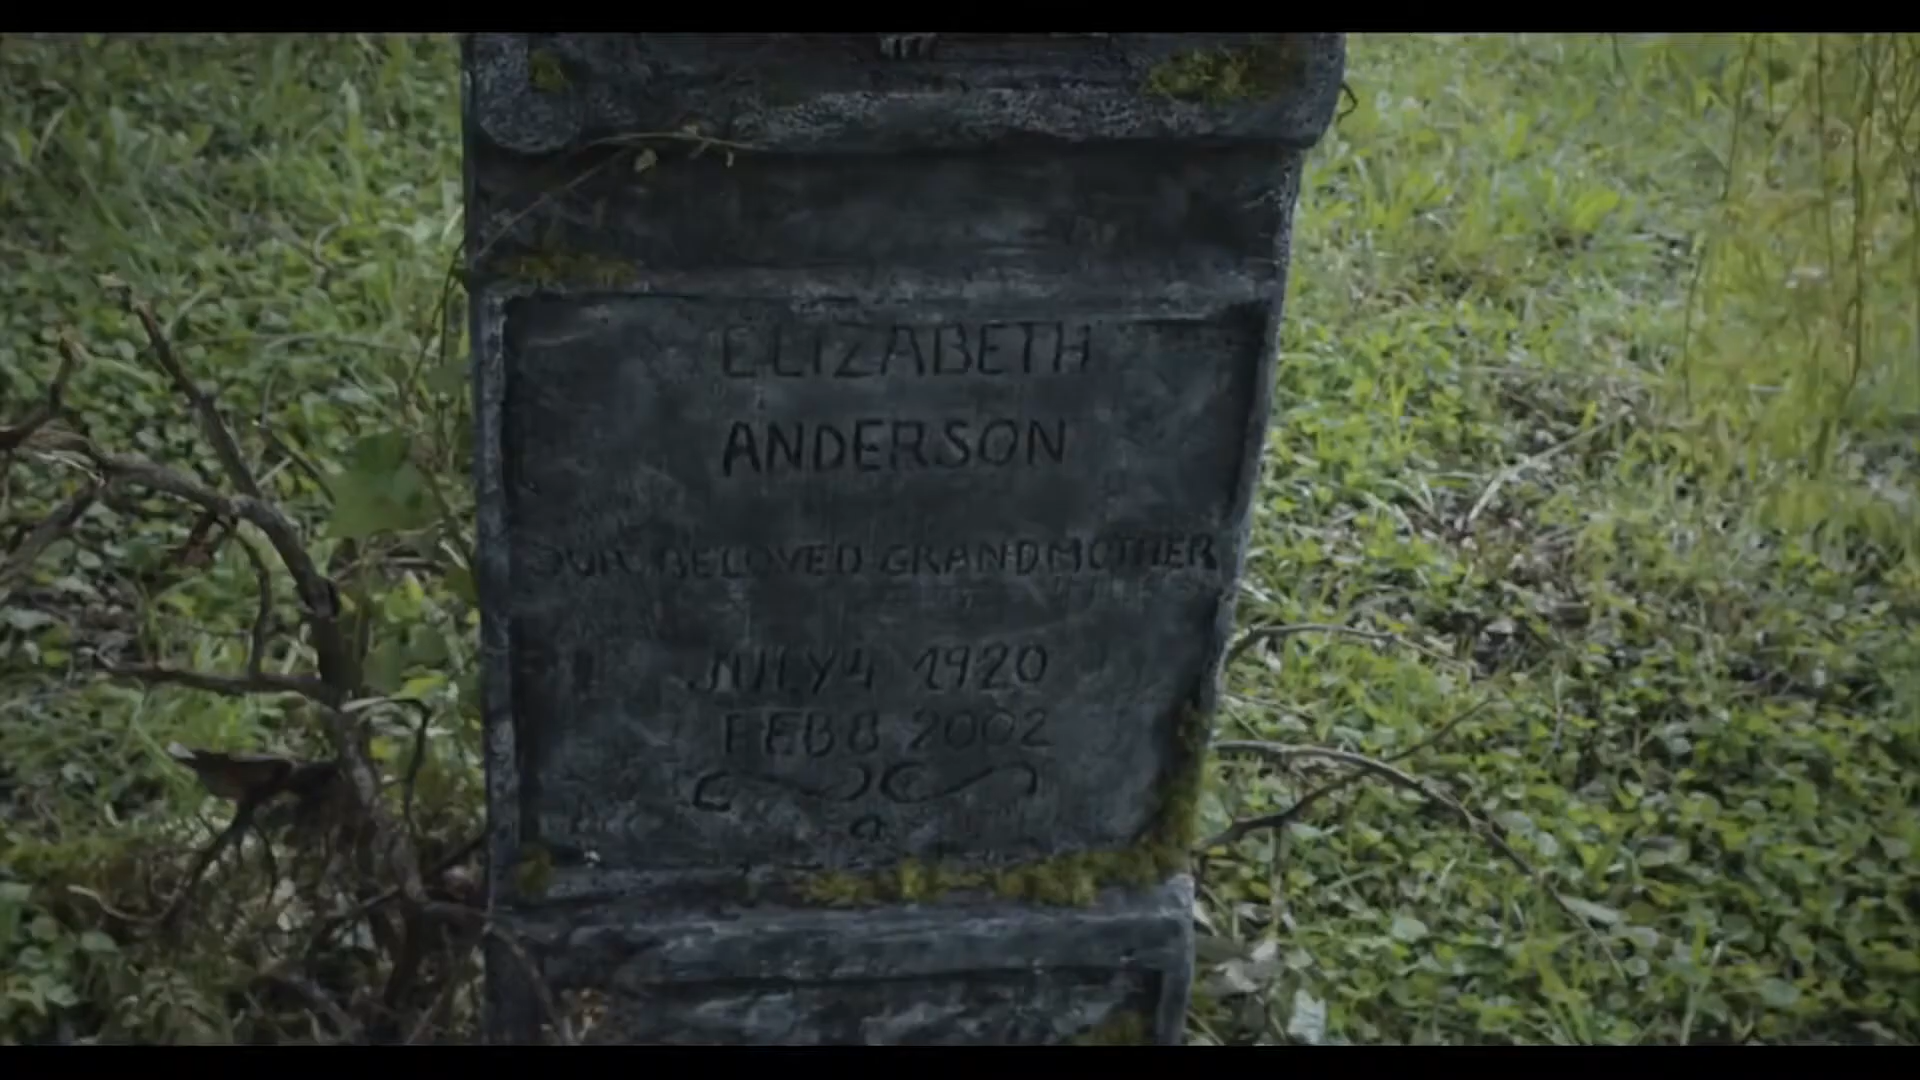 ELIZABETH
ANDERSON
OUR BELOVED GRANDMOTHER
JULY 4 1920
FEB 8 2002